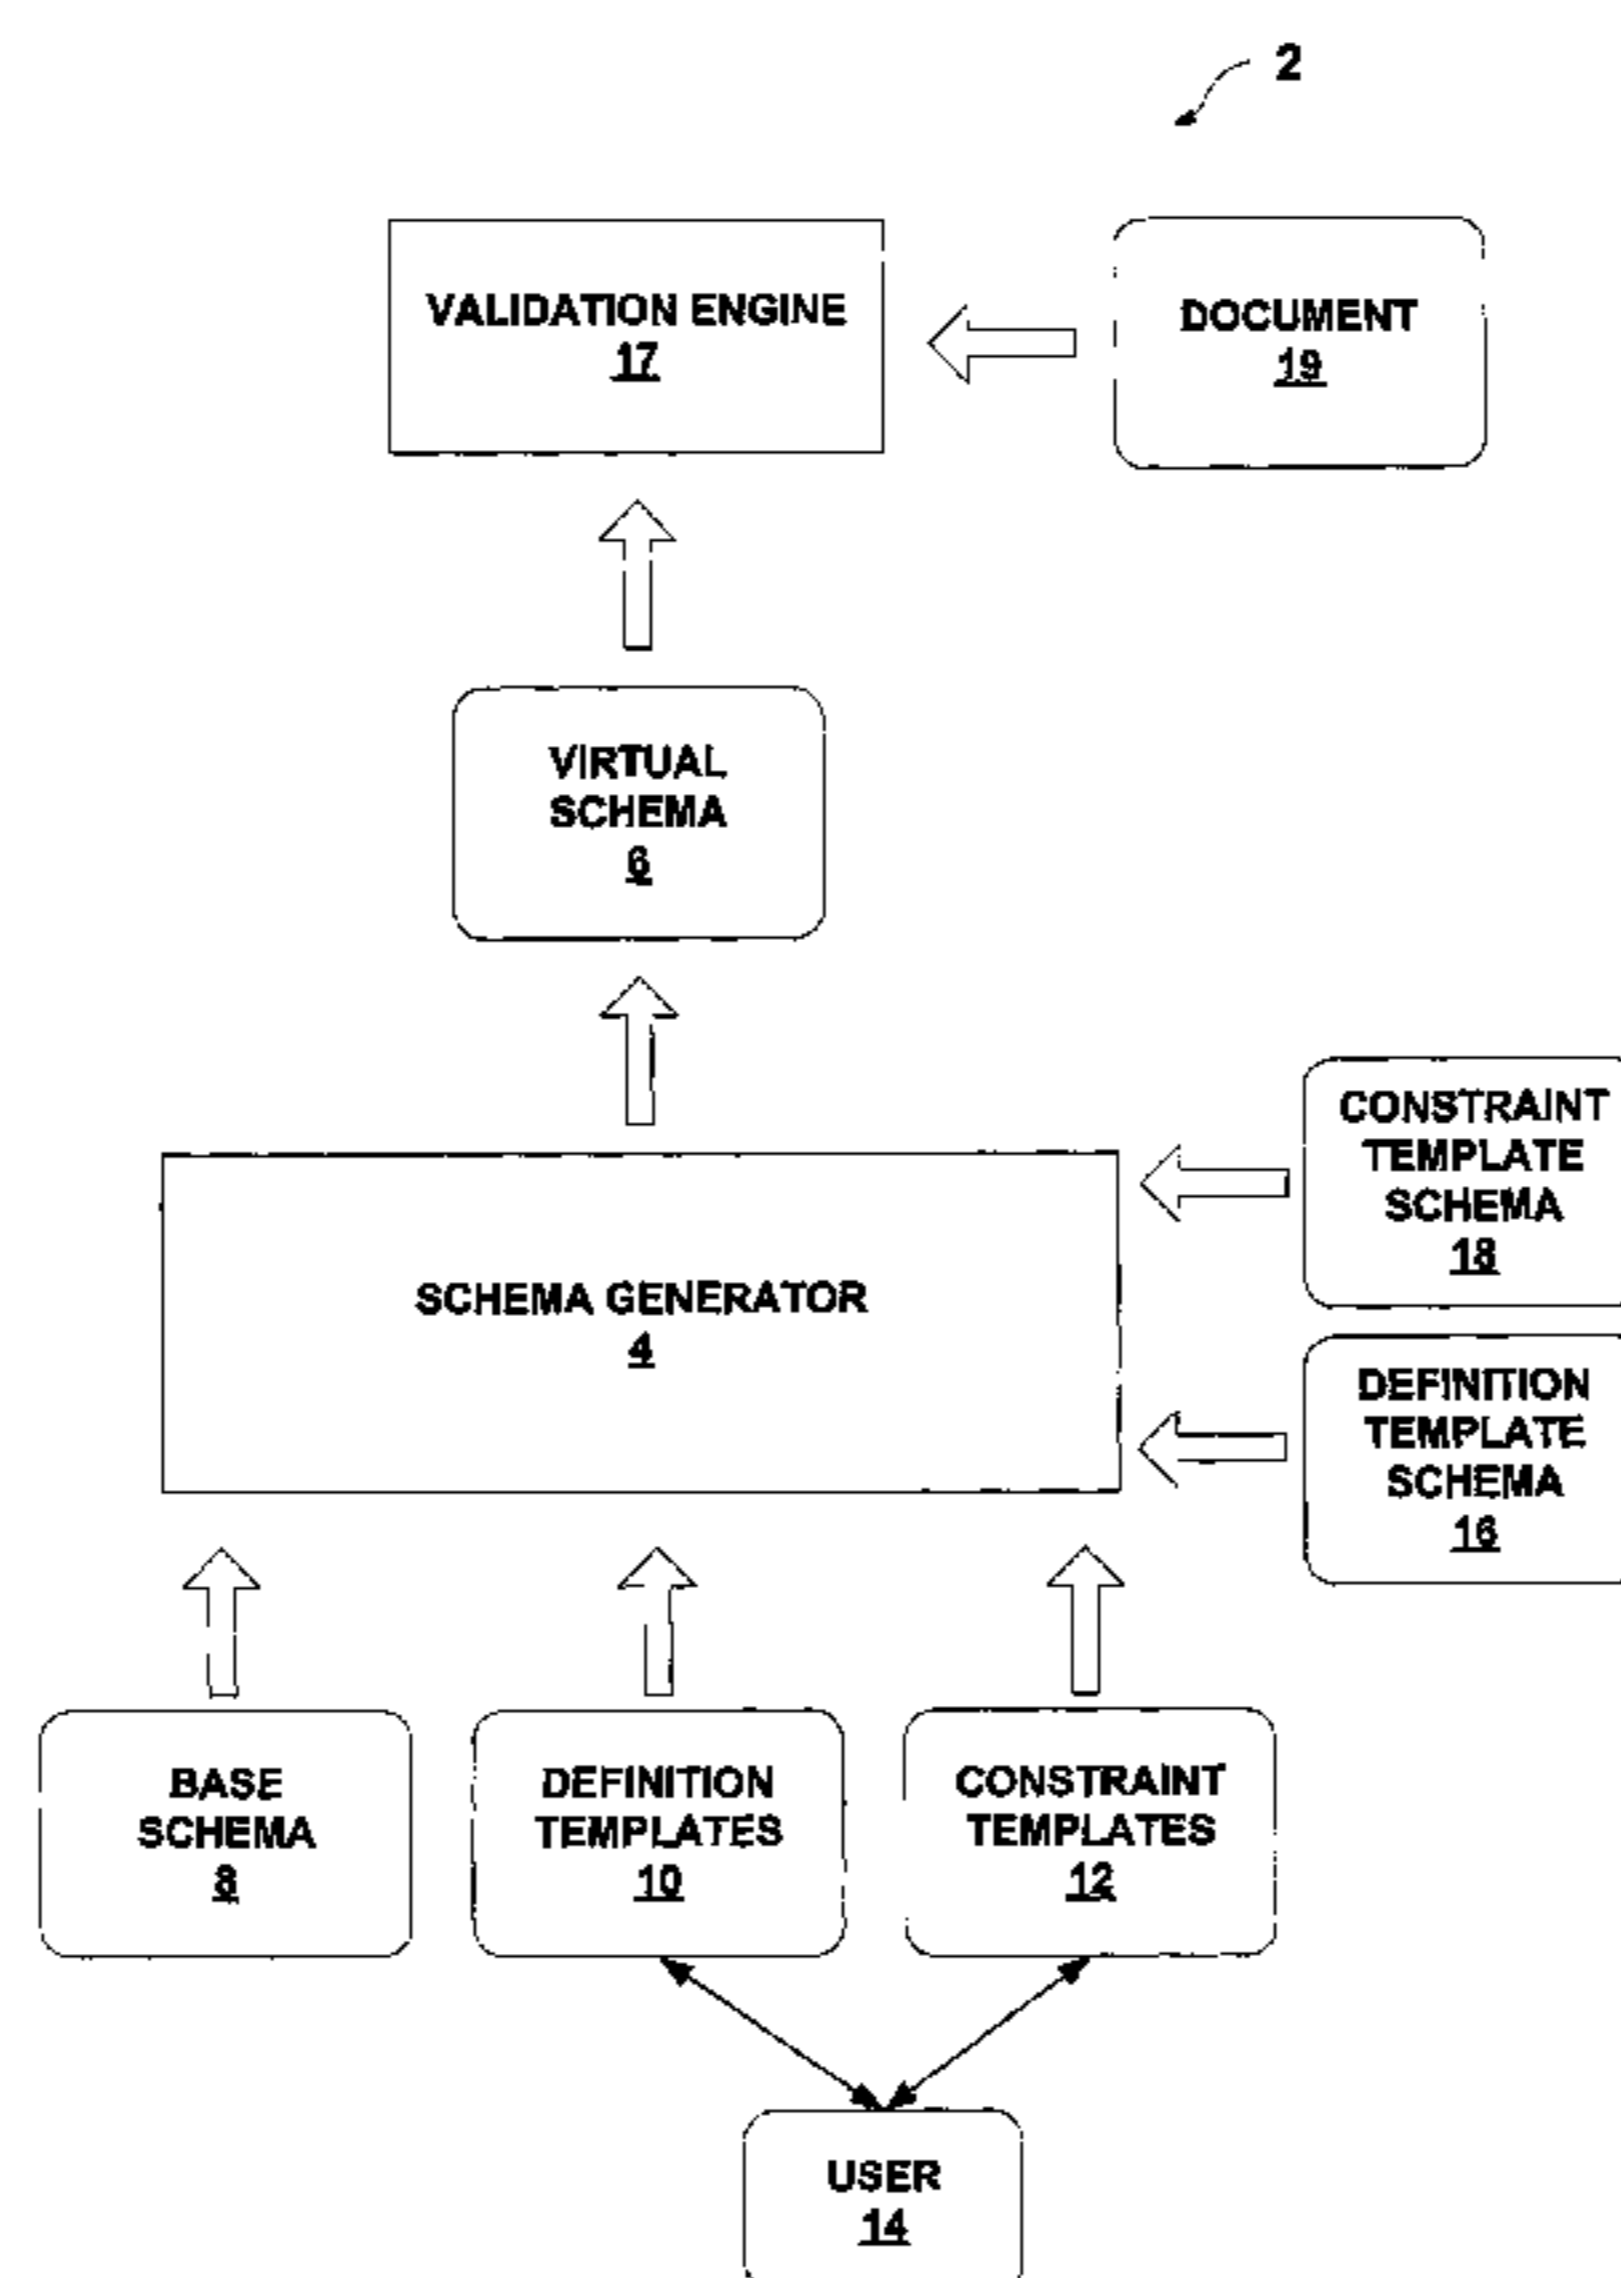 2
VALIDATION ENGINE
17
DOCUMENT
19
VIRTUAL
SCHEMA
6
CONSTRAINT
TEMPLATE
SCHEMA
18
SCHEMA GENERATOR
4
DEFINITION
TEMPLATE
SCHEMA
16
BASE
SCHEMA
8
DEFINITION
TEMPLATES
10
CONSTRAINT
TEMPLATES
12
USER
14